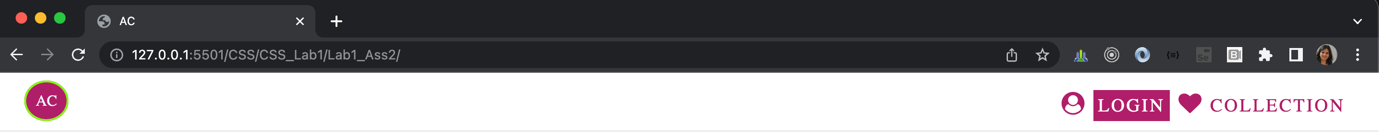 AC
127.0.0.1:5501/CSS/CSS_Lab1/Lab1_Ass2/
AC LOGIN COLLECTION